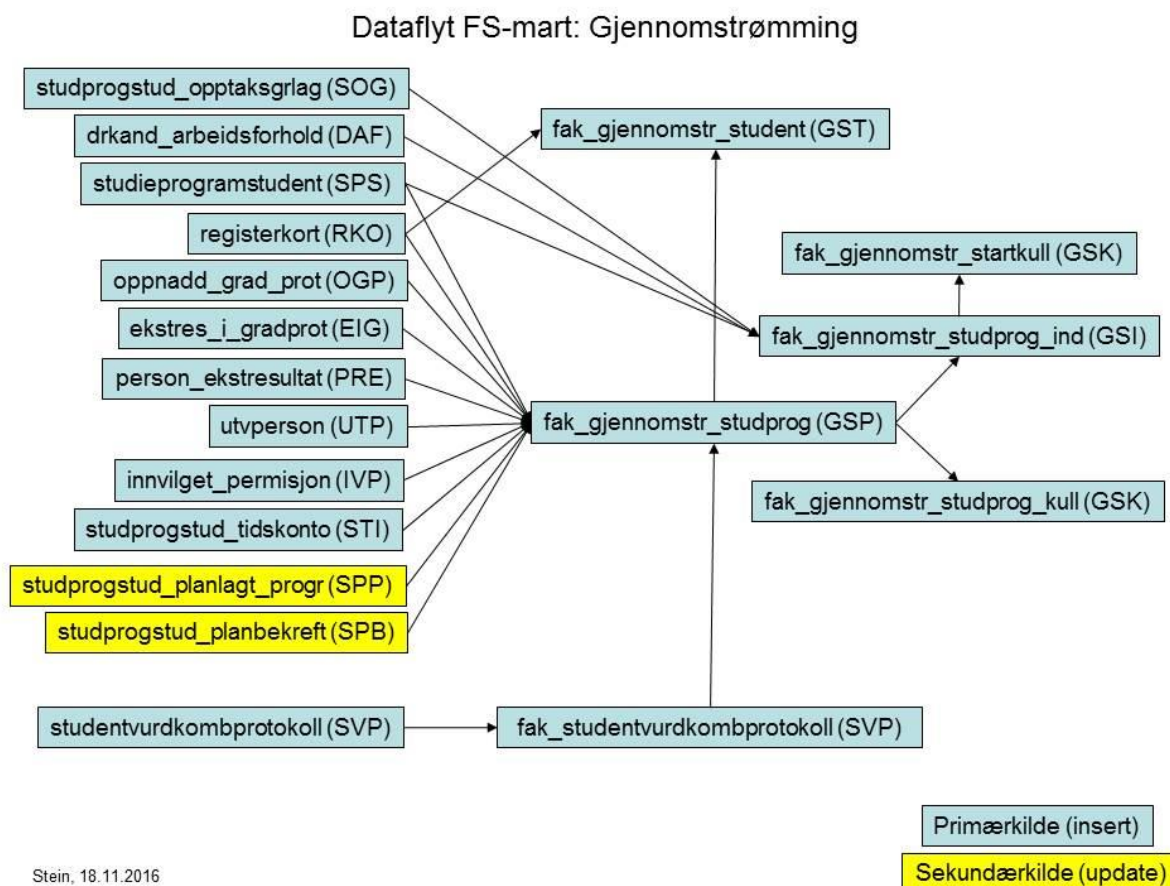 Dataflyt FS-mart: Gjennomstrømming
studprogstud_opptaksgrlag (SOG)
drkand_arbeidsforhold (DAF)
studieprogramstudent (SPS)
registerkort (RKO)
oppnadd_grad_prot (OGP)
ekstres_i_gradprot (EIG)
person_ekstresultat (PRE)
utvperson (UTP)
innvilget_permisjon (IVP)
studprogstud_tidskonto (STI)
studprogstud_planlagt_progr (SPP)
studprogstud_planbekreft (SPB)
studentvurdkombprotokoll (SVP)
fak_gjennomstr_student (GST)
fak_gjennomstr_studprog (GSP)
fak_studentvurdkombprotokoll (SVP)
fak_gjennomstr_startkull (GSK)
fak_gjennomstr_studprog_ind (GSI)
fak_gjennomstr_studprog_kull (GSK)
Primærkilde (insert)
Sekundærkilde (update)
Stein, 18.11.2016